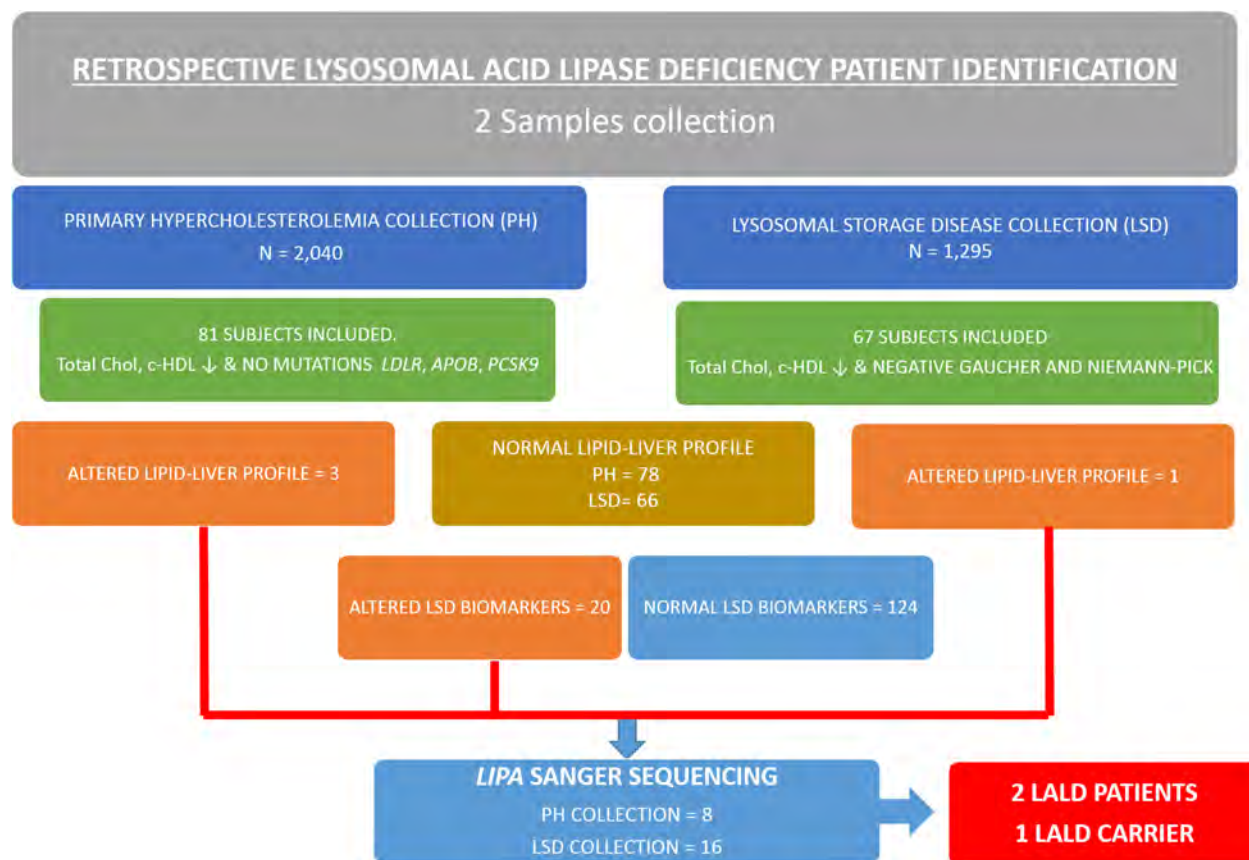 RETROSPECTIVE LYSOSOMAL ACID LIPASE DEFICIENCY PATIENT IDENTIFICATION
2 Samples collection
PRIMARY HYPERCHOLESTEROLEMIA COLLECTION (PH)
N = 2,040
LYSOSOMAL STORAGE DISEASE COLLECTION (LSD)
N = 1,295
81 SUBJECTS INCLUDED.
Total Chol, c-HDL ↓ & NO MUTATIONS LDLR, APOB, PCSK9
67 SUBJECTS INCLUDED
Total Chol, c-HDL ↓ & NEGATIVE GAUCHER AND NIEMANN-PICK
ALTERED LIPID-LIVER PROFILE = 3
NORMAL LIPID-LIVER PROFILE
PH = 78
LSD= 66
ALTERED LIPID-LIVER PROFILE = 1
ALTERED LSD BIOMARKERS = 20
NORMAL LSD BIOMARKERS = 124
LIPA SANGER SEQUENCING
PH COLLECTION = 8
LSD COLLECTION = 16
2 LALD PATIENTS
1 LALD CARRIER